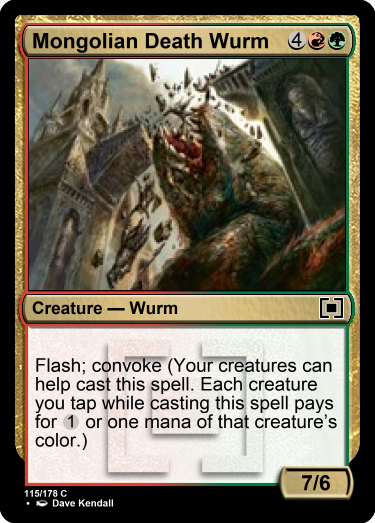 Mongolian Death Wurm 4
Creature — Wurm
Flash; convoke (Your creatures can
help cast this spell. Each creature
you tap while casting this spell pays
for 1 or one mana of that creature's
color.)
7/6
115/178 C
• Dave Kendall